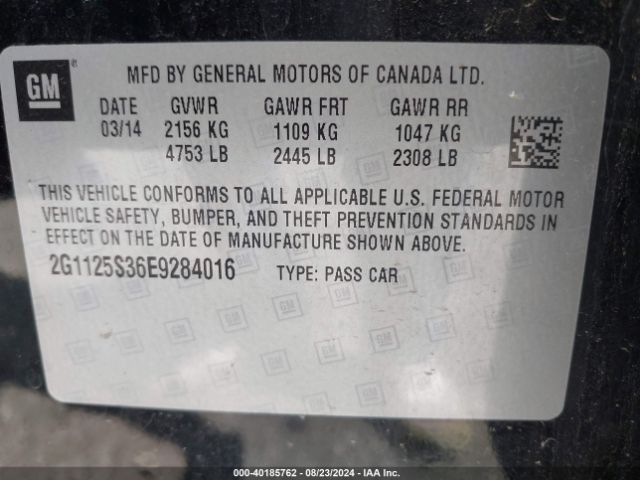 GM
MFD BY GENERAL MOTORS OF CANADA LTD.
DATE GVWR GAWR FRT GAWR RR
03/14 2156 KG 1109 KG 1047 KG
4753 LB 2445 LB 2308 LB
THIS VEHICLE CONFORMS TO ALL APPLICABLE U.S. FEDERAL MOTOR
VEHICLE SAFETY, BUMPER, AND THEFT PREVENTION STANDARDS IN
EFFECT ON THE DATE OF MANUFACTURE SHOWN ABOVE.
2G1125S36E9284016 TYPE: PASS CAR
000-40185762 - 08/23/2024 - IAA Inc.